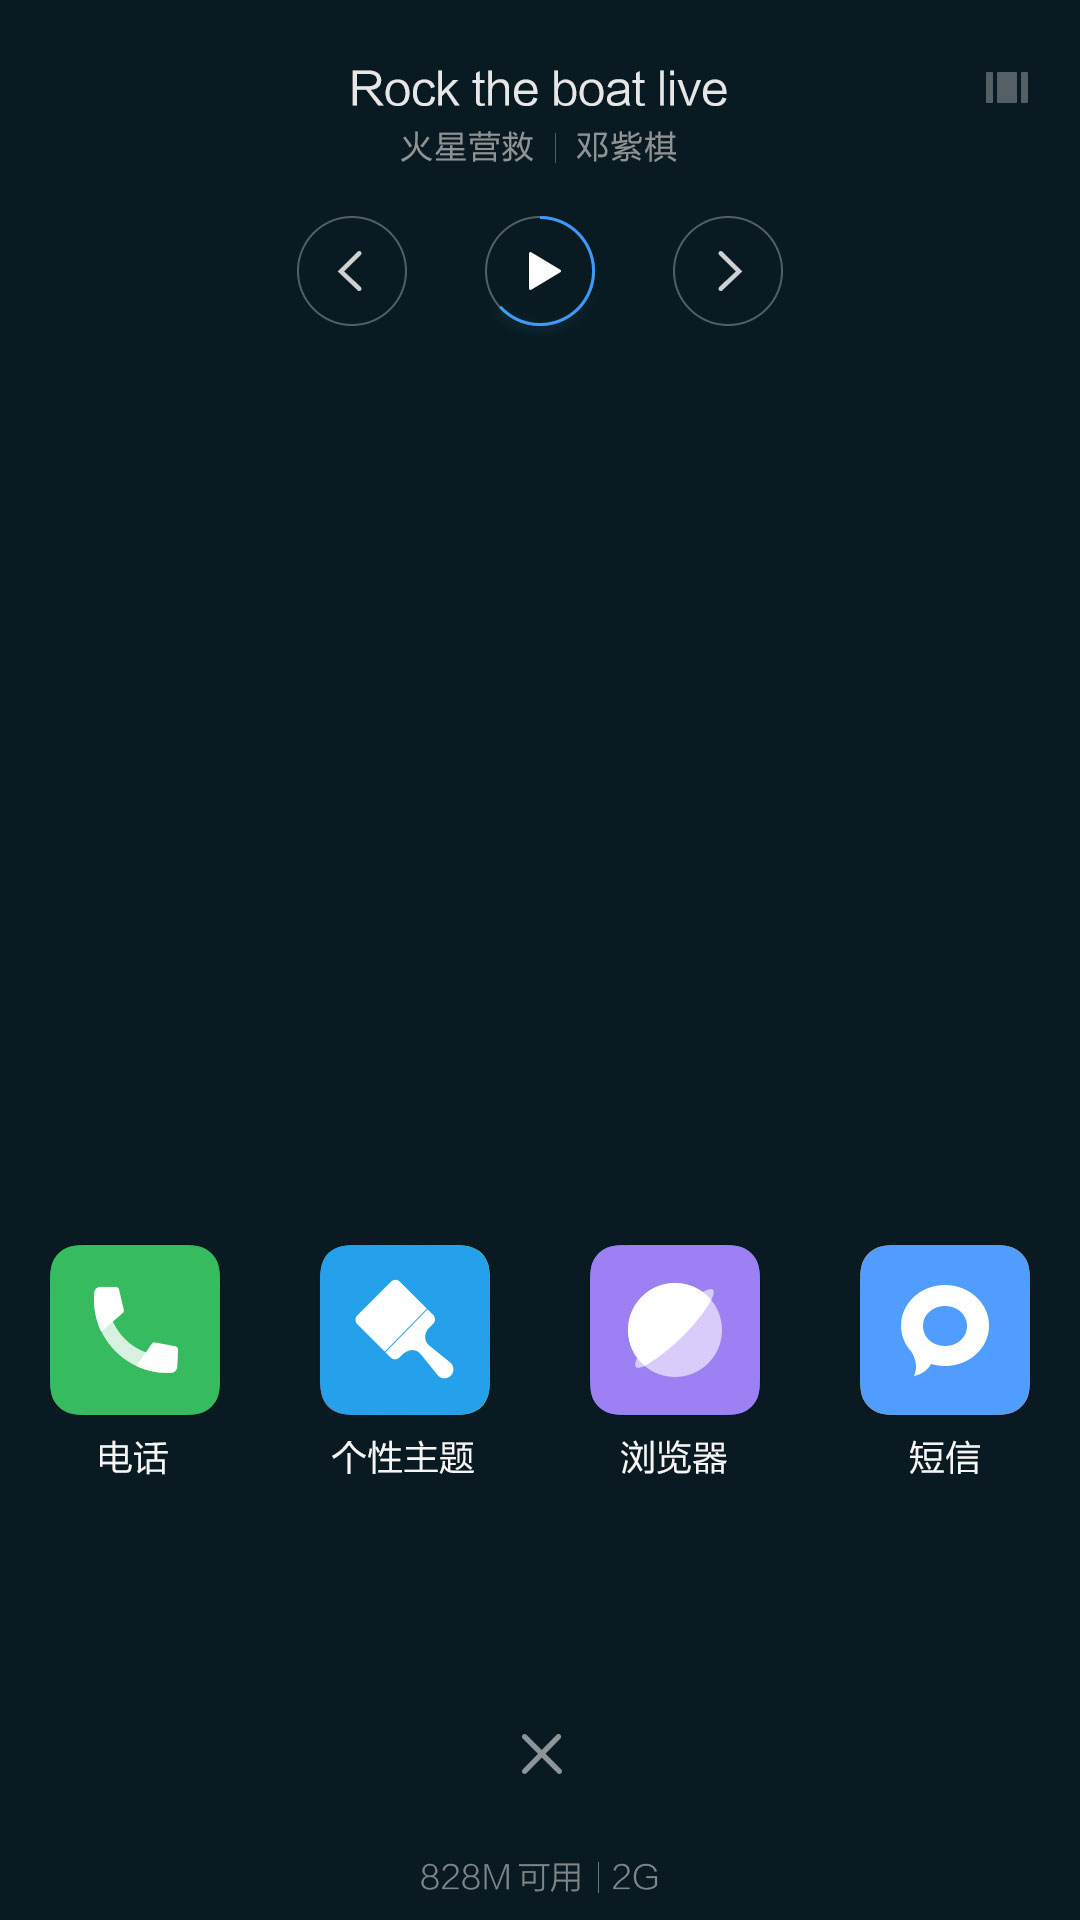 Rock the boat live
火星营救 | 邓紫棋
电话 个性主题 浏览器 短信
828M 可用 | 2G